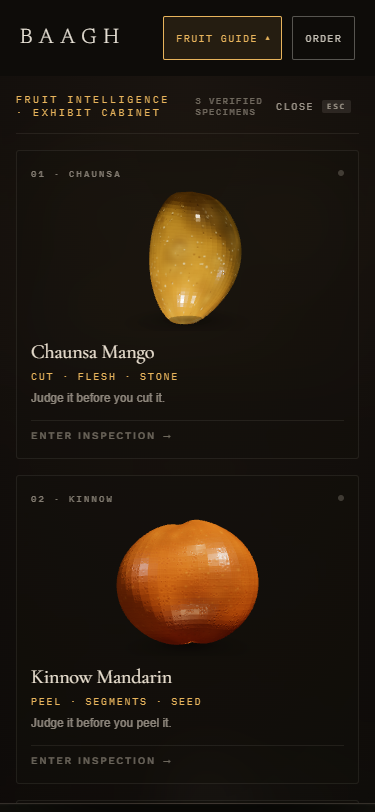 BAAGH
FRUIT GUIDE ▴
ORDER
FRUIT INTELLIGENCE
· EXHIBIT CABINET
3 VERIFIED
SPECIMENS
CLOSE ESC
01 · CHAUNSA
Chaunsa Mango
CUT · FLESH · STONE
Judge it before you cut it.
ENTER INSPECTION →
02 · KINNOW
Kinnow Mandarin
PEEL · SEGMENTS · SEED
Judge it before you peel it.
ENTER INSPECTION →